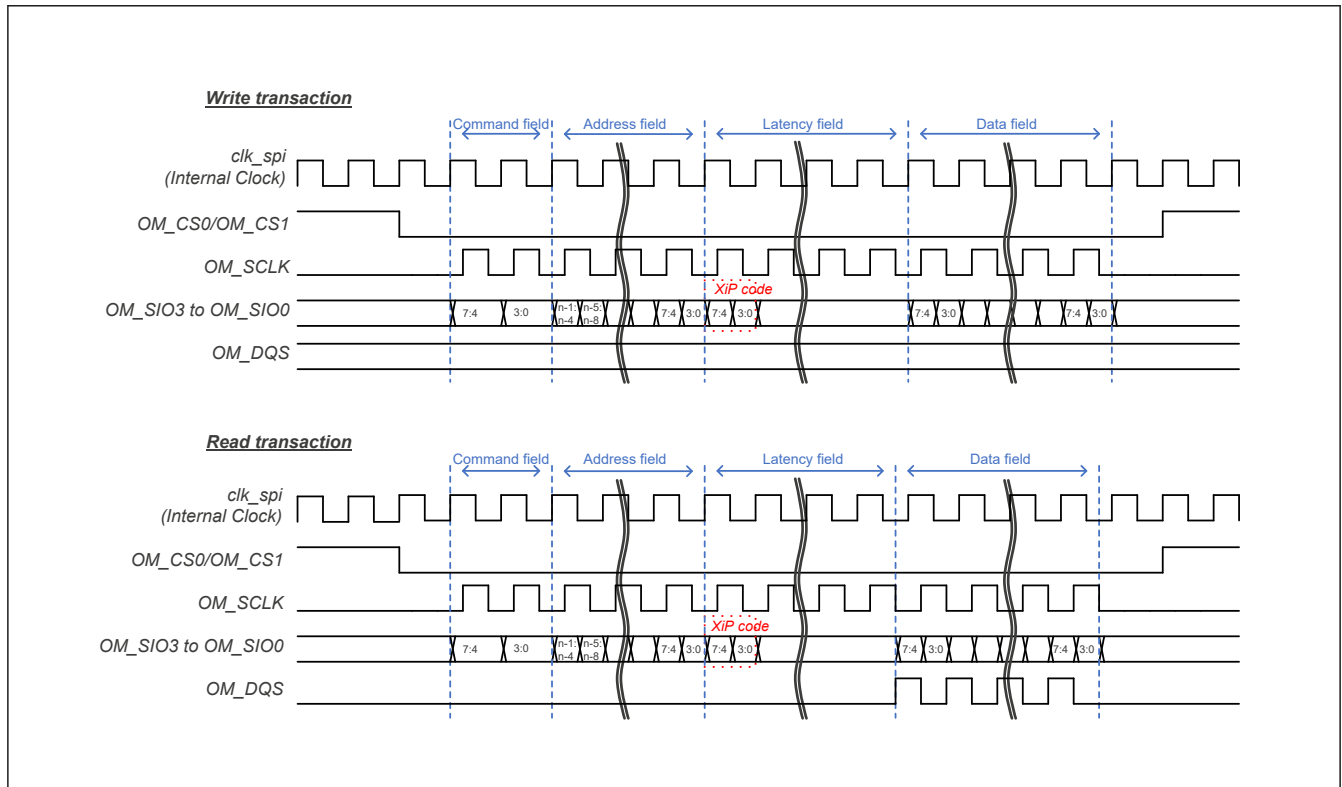 Write transaction
Command field Address field Latency field Data field
clk_spi
(Internal Clock)
OM_CS0/OM_CS1
OM_SCLK
XiP code
OM_SIO3 to OM_SIO0 7:4 3:0 n-1: n-5: 7:4 3:0 7:4 3:0 7:4 3:0 7:4 3:0
n-4 n-8
OM_DQS
Read transaction
Command field Address field Latency field Data field
clk_spi
(Internal Clock)
OM_CS0/OM_CS1
OM_SCLK
XiP code
OM_SIO3 to OM_SIO0 7:4 3:0 n-1: n-5: 7:4 3:0 7:4 3:0 7:4 3:0 7:4 3:0
n-4 n-8
OM_DQS